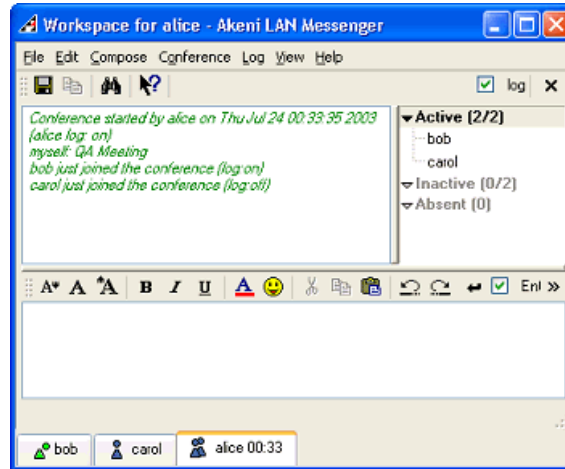 Workspace for alice - Akeni LAN Messenger
File Edit Compose Conference Log View Help
log
Conference started by alice on Thu Jul 24 00:33:35 2003
(alice log: on)
myself: QA Meeting
bob just joined the conference (log:on)
carol just joined the conference (log:off)
Active (2/2)
bob
carol
Inactive (0/2)
Absent (0)
A A A B I U A Ent »
bob carol alice 00:33